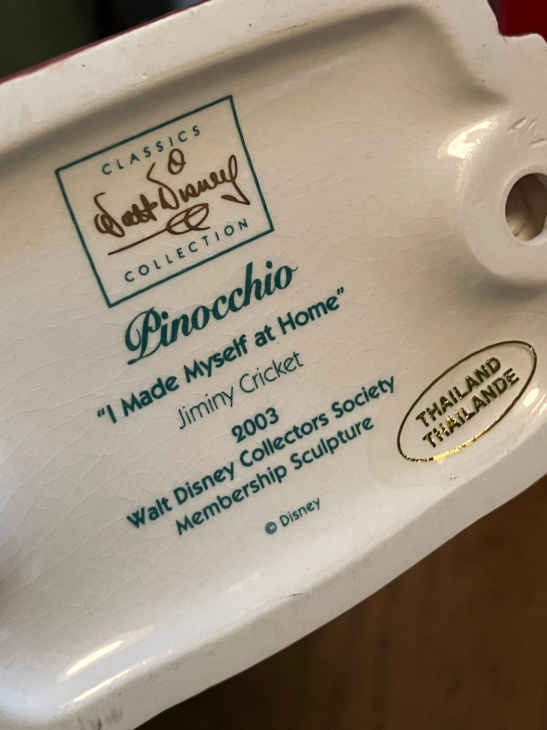 CLASSICS
Walt Disney
COLLECTION
Pinocchio
"I Made Myself at Home"
Jiminy Cricket
2003
Walt Disney Collectors Society
Membership Sculpture
© Disney
THAILAND
THAILANDE